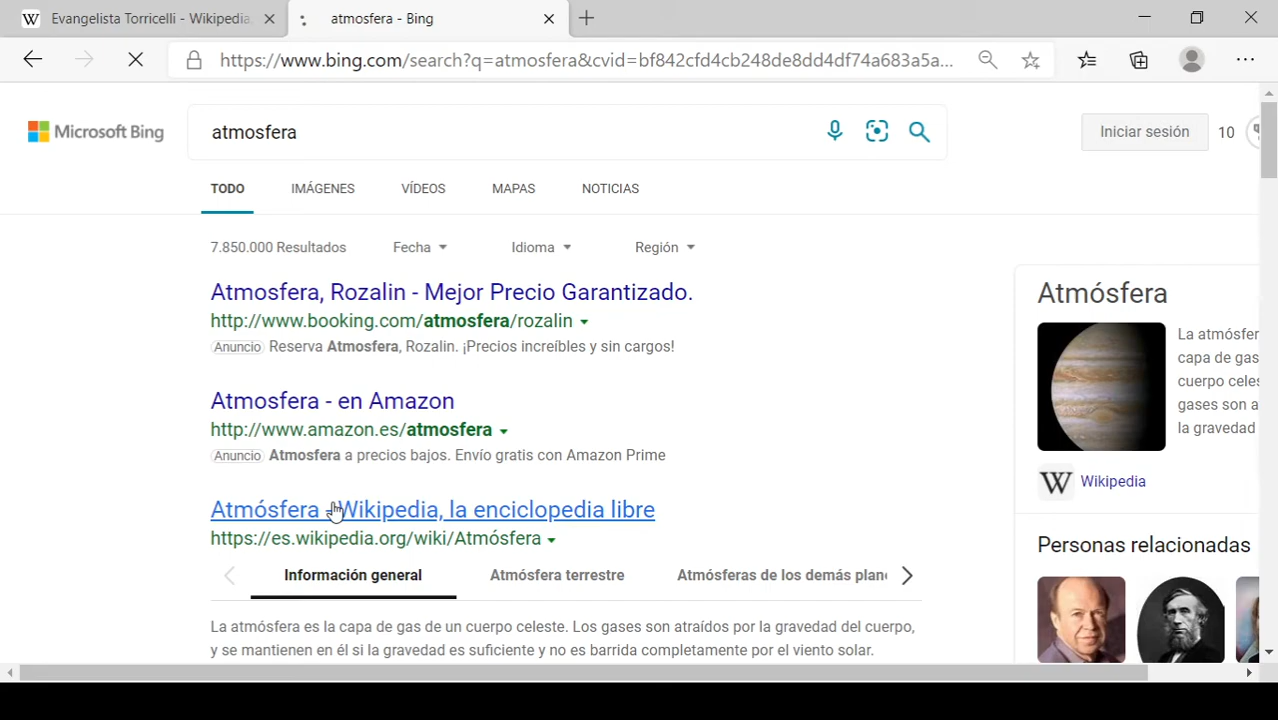 Evangelista Torricelli - Wikipedia,
atmosfera - Bing
https://www.bing.com/search?q=atmosfera&cvid=bf842cfd4cb248de8dd4df74a683a5a...
Microsoft Bing
atmosfera
Iniciar sesión
10
TODO
IMÁGENES
VÍDEOS
MAPAS
NOTICIAS
7.850.000 Resultados
Fecha
Idioma
Región
Atmosfera, Rozalin - Mejor Precio Garantizado.
http://www.booking.com/atmosfera/rozalin
Anuncio Reserva Atmosfera, Rozalin. ¡Precios increíbles y sin cargos!
Atmosfera - en Amazon
http://www.amazon.es/atmosfera
Anuncio Atmosfera a precios bajos. Envío gratis con Amazon Prime
Atmósfera - Wikipedia, la enciclopedia libre
https://es.wikipedia.org/wiki/Atmósfera
Información general
Atmósfera terrestre
Atmósferas de los demás plan
La atmósfera es la capa de gas de un cuerpo celeste. Los gases son atraídos por la gravedad del cuerpo,
y se mantienen en él si la gravedad es suficiente y no es barrida completamente por el viento solar.
Atmósfera
La atmósfer
capa de gas
cuerpo celes
gases son a
la gravedad
W Wikipedia
Personas relacionadas